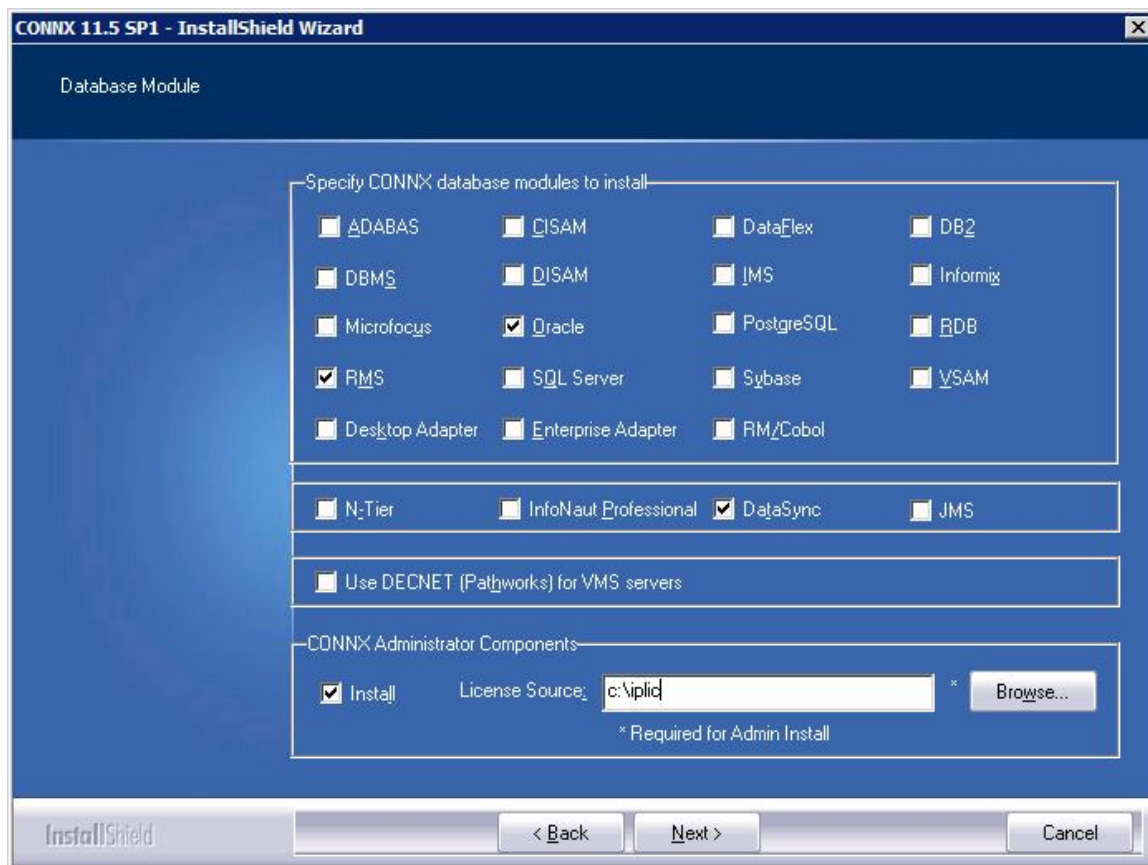 CONNX 11.5 SP1 - InstallShield Wizard
Database Module
Specify CONNX database modules to install
ADABAS CISAM DataFlex DB2
DBMS DISAM IMS Informix
Microfocus Oracle PostgreSQL RDB
RMS SQL Server Sybase VSAM
Desktop Adapter Enterprise Adapter RM/Cobol
N-Tier InfoNaut Professional DataSync JMS
Use DECNET (Pathworks) for VMS servers
CONNX Administrator Components
Install License Source: c:\iplic * Browse...
* Required for Admin Install
InstallShield < Back Next > Cancel